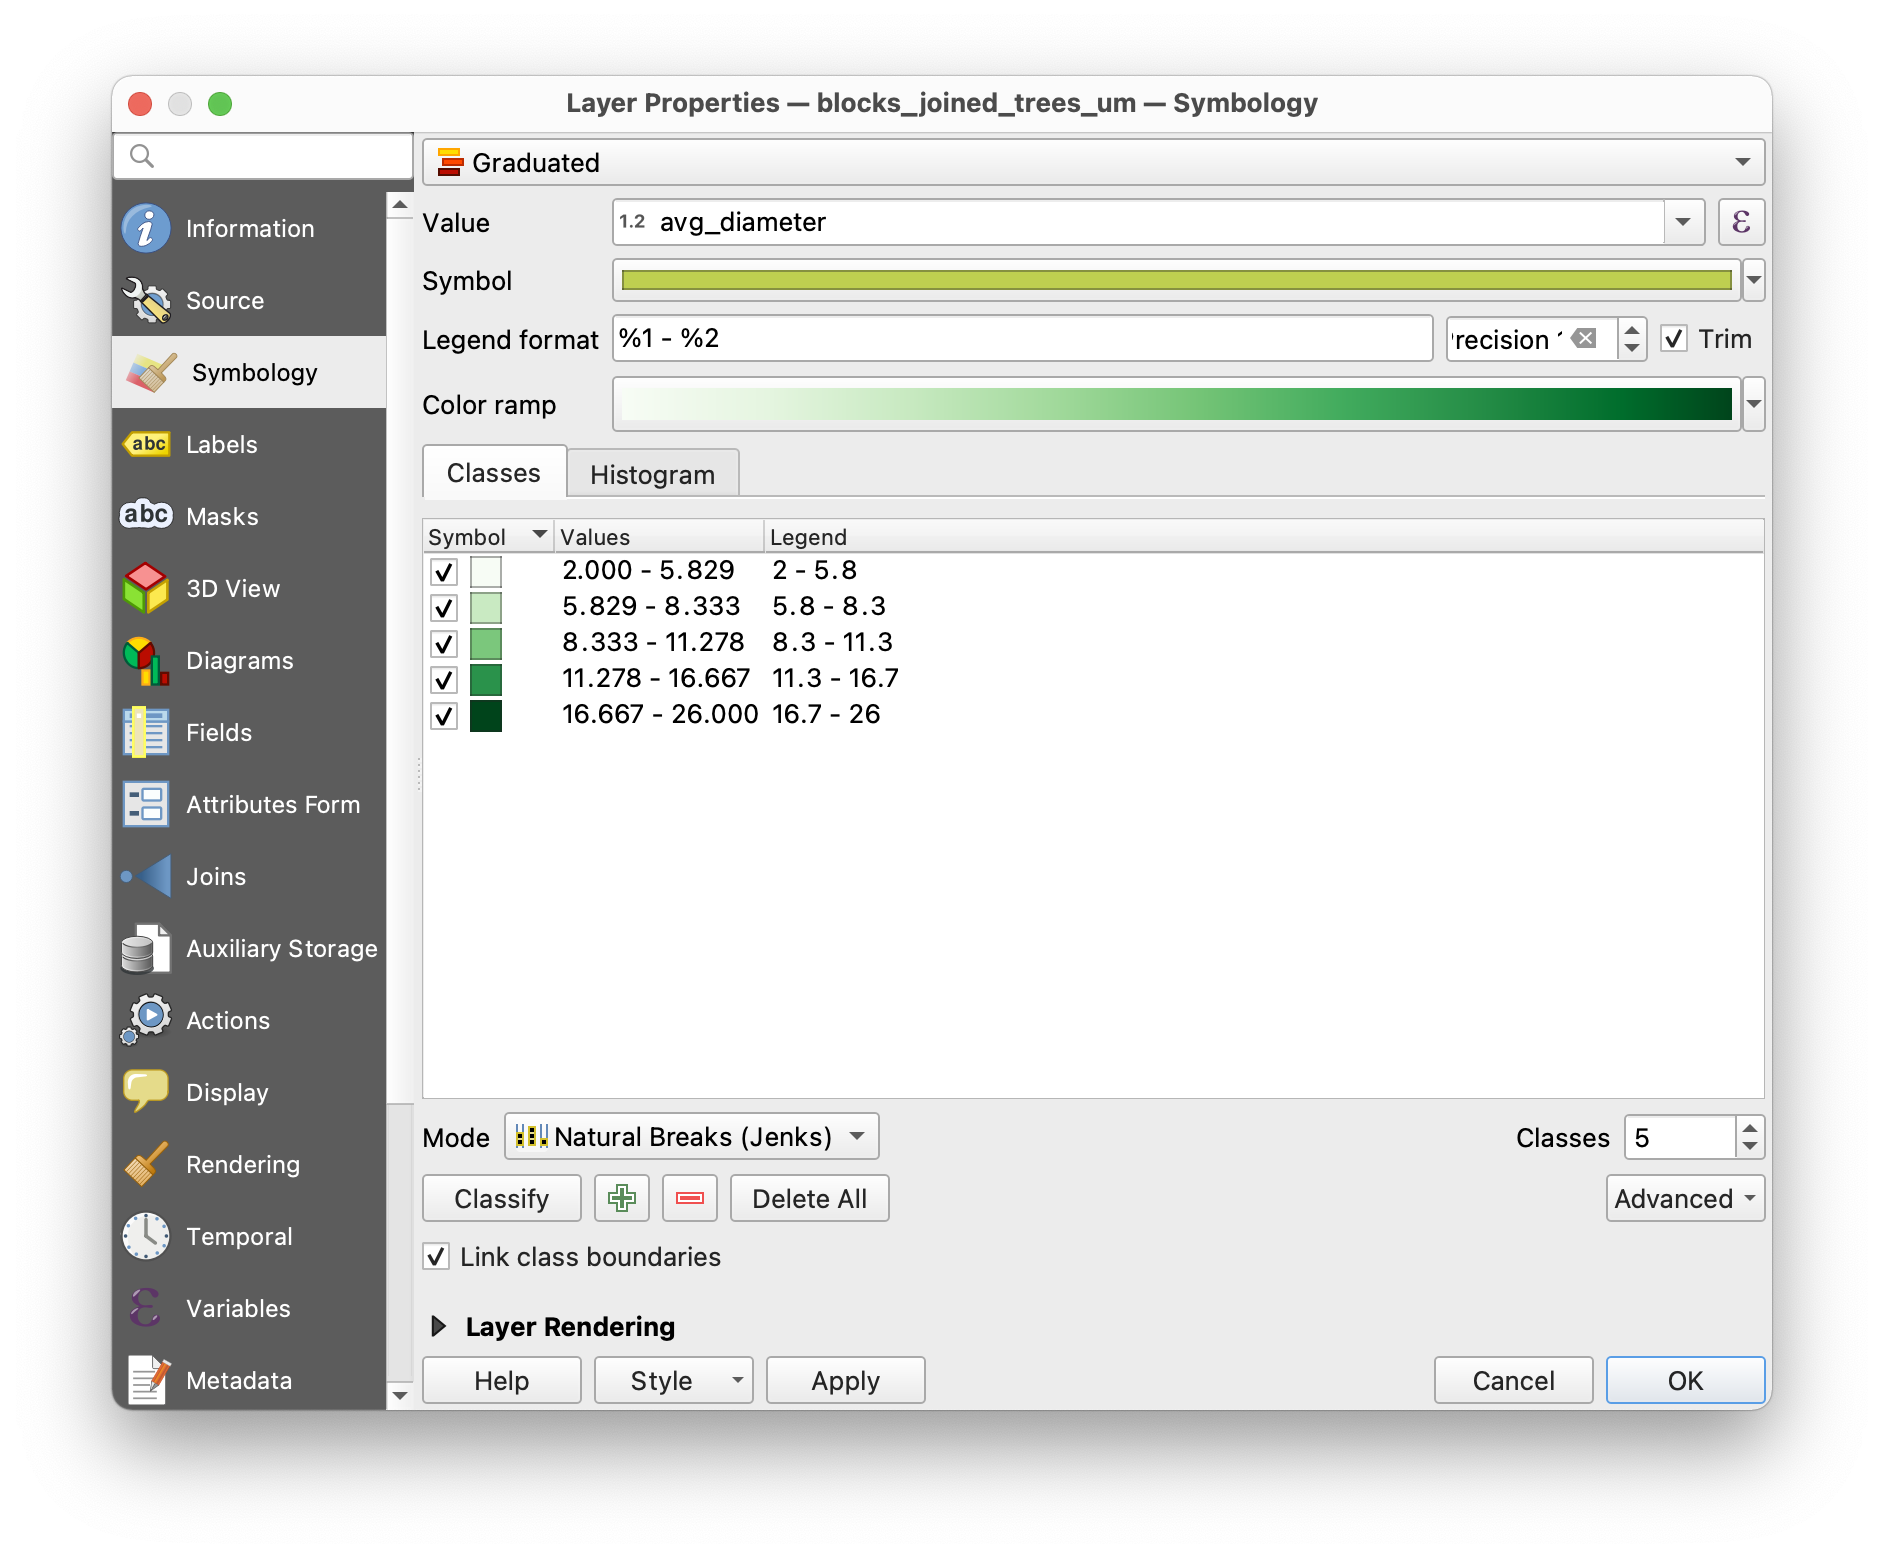 Layer Properties — blocks_joined_trees_um — Symbology
Information
Source
Symbology
abc Labels
abc Masks
3D View
Diagrams
Fields
Attributes Form
Joins
Auxiliary Storage
Actions
Display
Rendering
Temporal
Variables
Metadata
Graduated
Value 1.2 avg_diameter ε
Symbol
Legend format %1 - %2 recision Trim
Color ramp
Classes Histogram
Symbol Values Legend
2.000 - 5.829 2 - 5.8
5.829 - 8.333 5.8 - 8.3
8.333 - 11.278 8.3 - 11.3
11.278 - 16.667 11.3 - 16.7
16.667 - 26.000 16.7 - 26
Mode Natural Breaks (Jenks) Classes 5
Classify Delete All Advanced
Link class boundaries
Layer Rendering
Help Style Apply Cancel OK